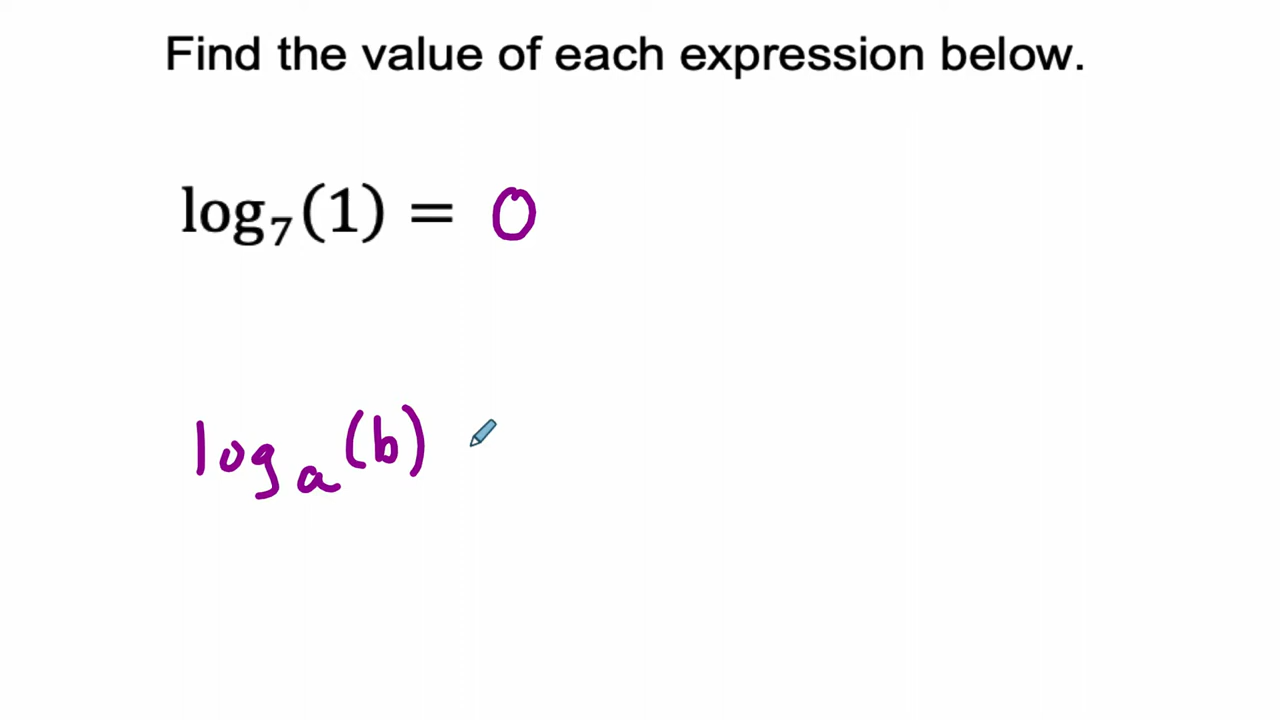 Find the value of each expression below.
log₇(1) = 0
logₐ(b)